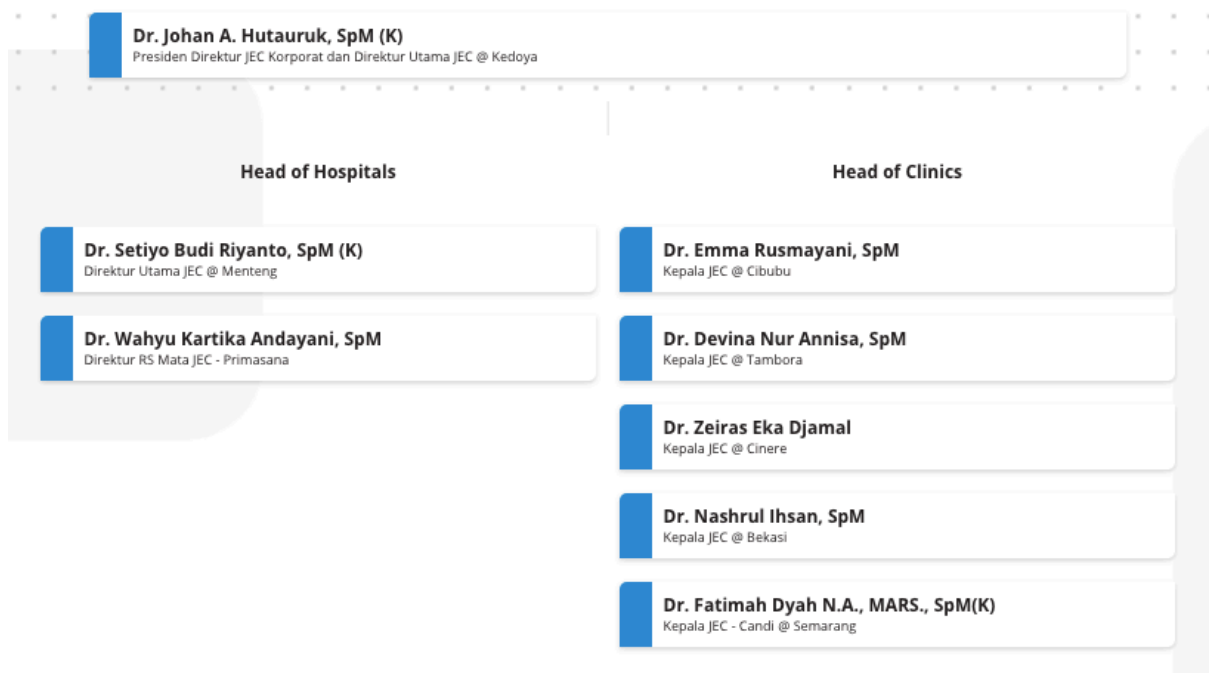 Dr. Johan A. Hutauruk, SpM (K)
Presiden Direktur JEC Korporat dan Direktur Utama JEC @ Kedoya
Head of Hospitals
Dr. Setiyo Budi Riyanto, SpM (K)
Direktur Utama JEC @ Menteng
Dr. Wahyu Kartika Andayani, SpM
Direktur RS Mata JEC - Primasana
Head of Clinics
Dr. Emma Rusmayani, SpM
Kepala JEC @ Cibubu
Dr. Devina Nur Annisa, SpM
Kepala JEC @ Tambora
Dr. Zeiras Eka Djamal
Kepala JEC @ Cinere
Dr. Nashrul Ihsan, SpM
Kepala JEC @ Bekasi
Dr. Fatimah Dyah N.A., MARS., SpM(K)
Kepala JEC - Candi @ Semarang